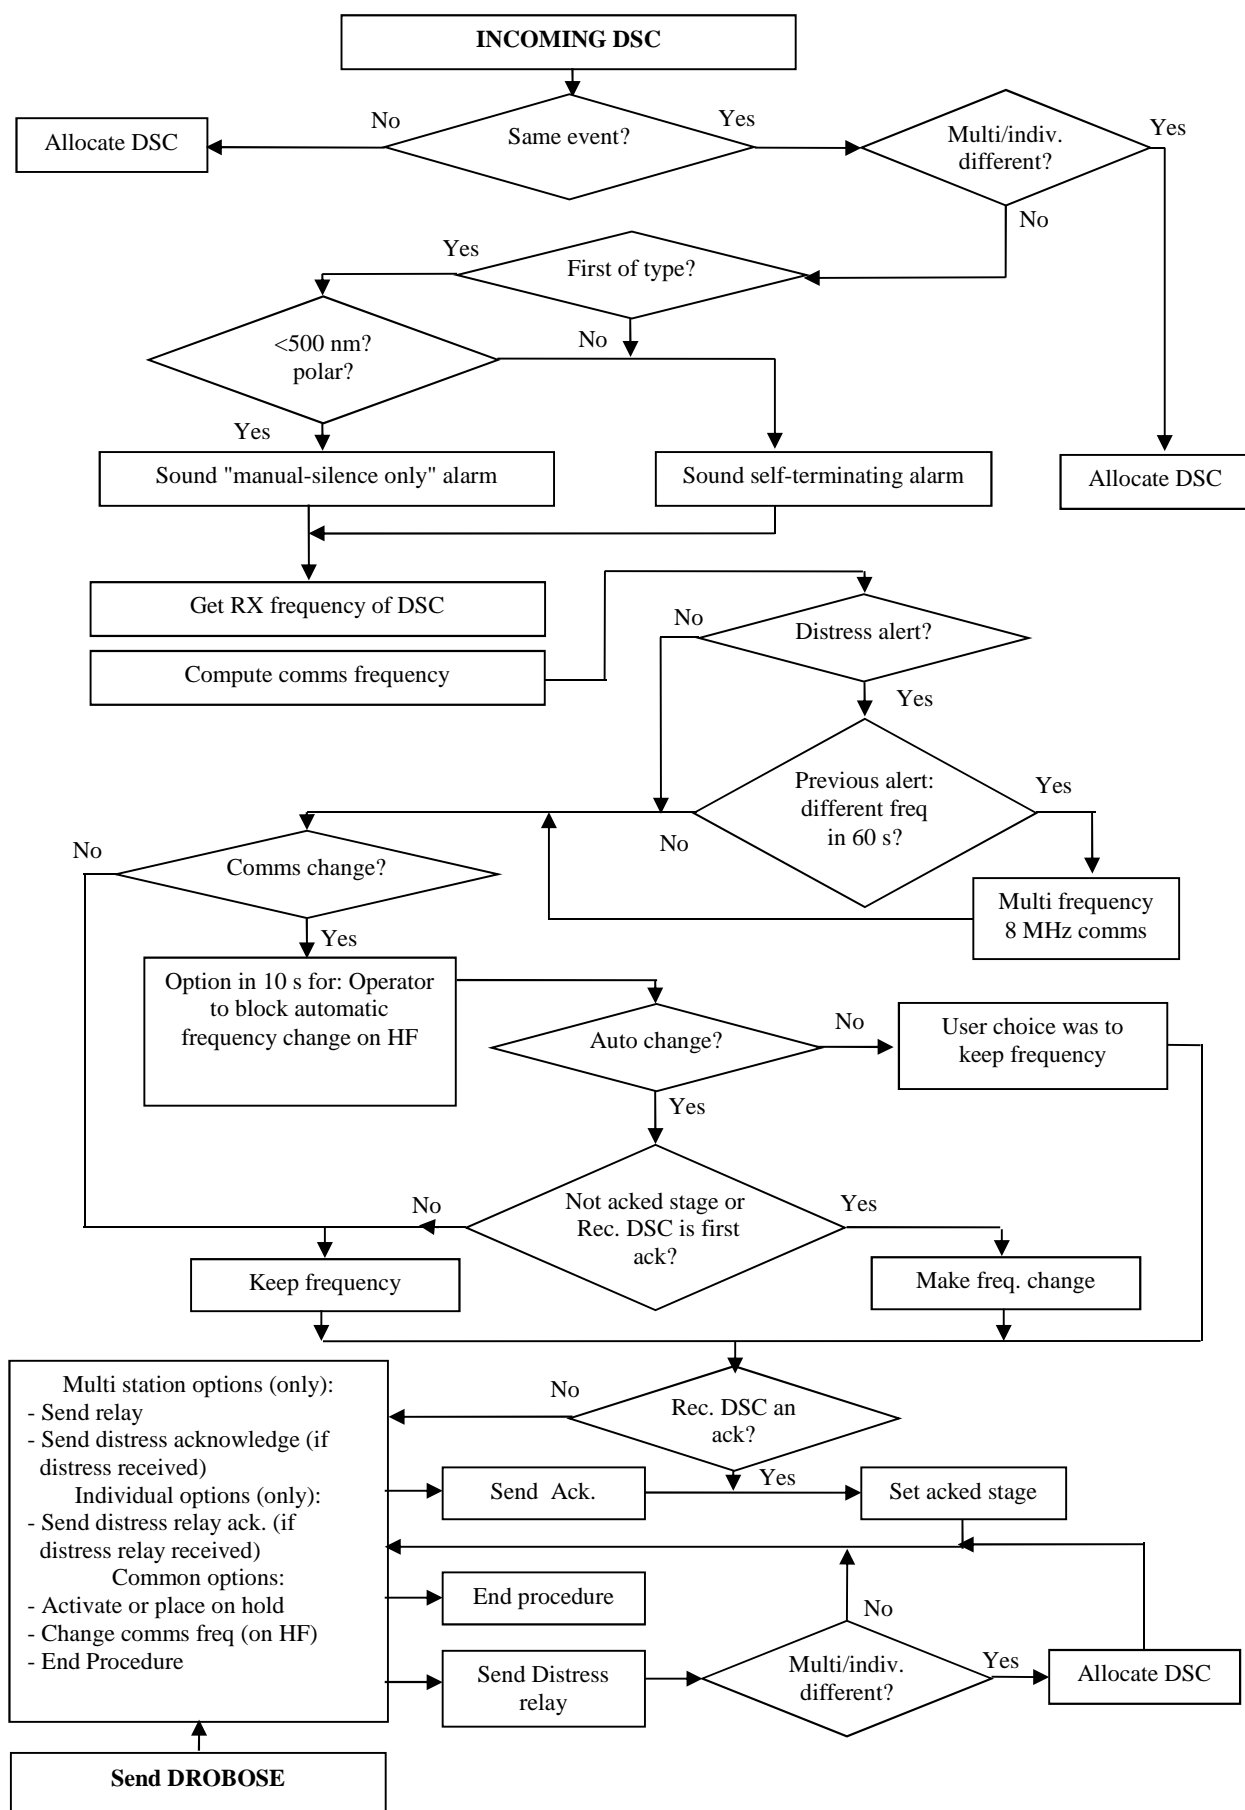 INCOMING DSC
No
Yes
Yes
Allocate DSC
Same event?
Multi/indiv.
different?
No
Yes
First of type?
No
<500 nm?
polar?
Yes
Sound "manual-silence only" alarm
Sound self-terminating alarm
Allocate DSC
Get RX frequency of DSC
No
Distress alert?
Compute comms frequency
Yes
Previous alert:
different freq
in 60 s?
Yes
No
No
Comms change?
Multi frequency
8 MHz comms
Yes
Option in 10 s for: Operator
to block automatic
frequency change on HF
Auto change?
No
User choice was to
keep frequency
Yes
No
Not acked stage or
Rec. DSC is first
ack?
Yes
Keep frequency
Make freq. change
Multi station options (only):
- Send relay
- Send distress acknowledge (if
distress received)
Individual options (only):
- Send distress relay ack. (if
distress relay received)
Common options:
- Activate or place on hold
- Change comms freq (on HF)
- End Procedure
No
Rec. DSC an
ack?
Yes
Send Ack.
Set acked stage
End procedure
No
Send Distress
relay
Multi/indiv.
different?
Yes
Allocate DSC
Send DROBOSE